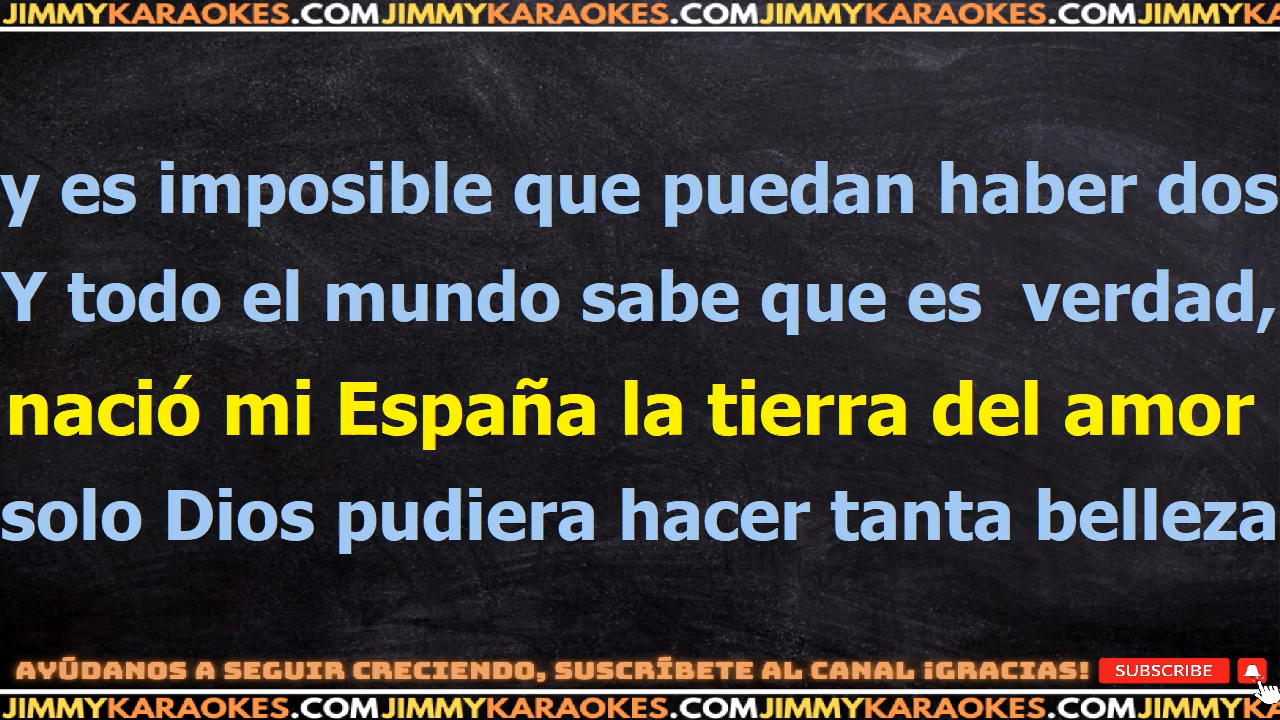 JIMMYKARAOKES.COMJIMMYKARAOKES.COMJIMMYKARAOKES.COMJIMMYKA
y es imposible que puedan haber dos
Y todo el mundo sabe que es  verdad,
nació mi España la tierra del amor
solo Dios pudiera hacer tanta belleza
AYÚDANOS A SEGUIR CRECIENDO, SUSCRÍBETE AL CANAL ¡GRACIAS! SUBSCRIBE
JIMMYKARAOKES.COMJIMMYKARAOKES.COMJIMMYKARAOKES.COMJIMMYKA